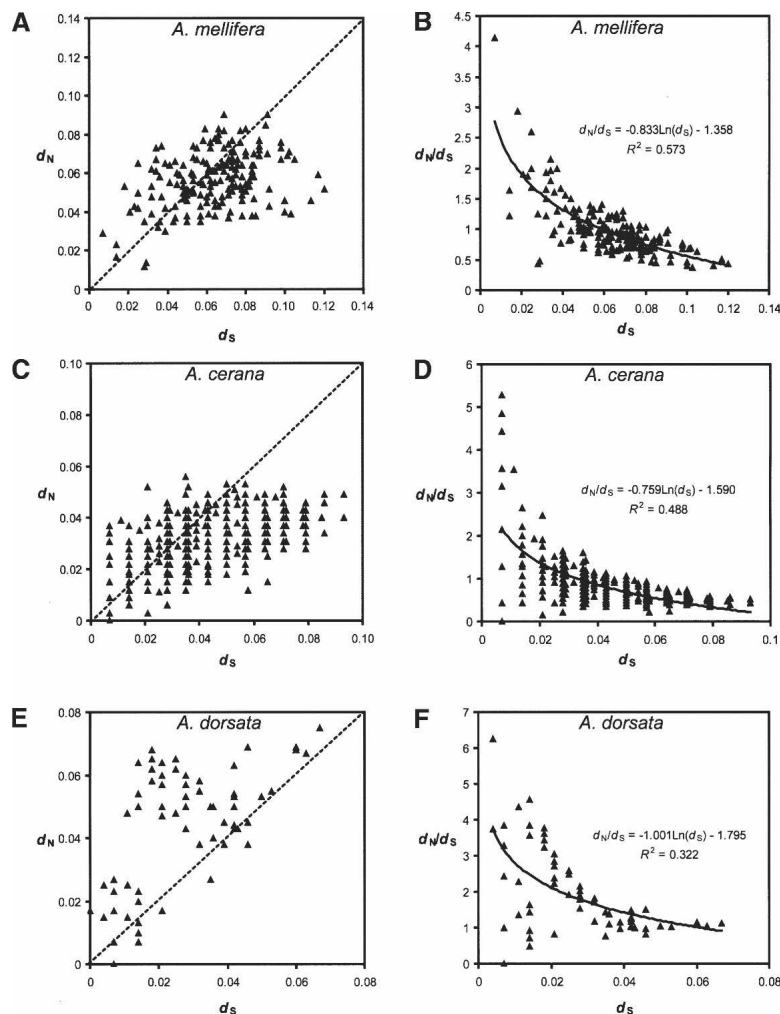 A
A. mellifera
0.14
0.12
0.10
0.08
dN
0.06
0.04
0.02
0
0 0.02 0.04 0.06 0.08 0.10 0.12 0.14
dS
B
A. mellifera
4.5
4
3.5
3
dN/dS = -0.833Ln(dS) - 1.358
R² = 0.573
2.5
dN/dS
2
1.5
1
0.5
0
0 0.02 0.04 0.06 0.08 0.10 0.12 0.14
dS
C
A. cerana
0.10
0.08
0.06
dN
0.04
0.02
0
0 0.02 0.04 0.06 0.08 0.10
dS
D
A. cerana
6
5
4
dN/dS = -0.759Ln(dS) - 1.590
R² = 0.488
dN/dS
3
2
1
0
0 0.02 0.04 0.06 0.08 0.1
dS
E
A. dorsata
0.08
0.06
dN
0.04
0.02
0
0 0.02 0.04 0.06 0.08
dS
F
A. dorsata
7
6
5
4
dN/dS
dN/dS = -1.001Ln(dS) - 1.795
R² = 0.322
3
2
1
0
0 0.02 0.04 0.06 0.08
dS